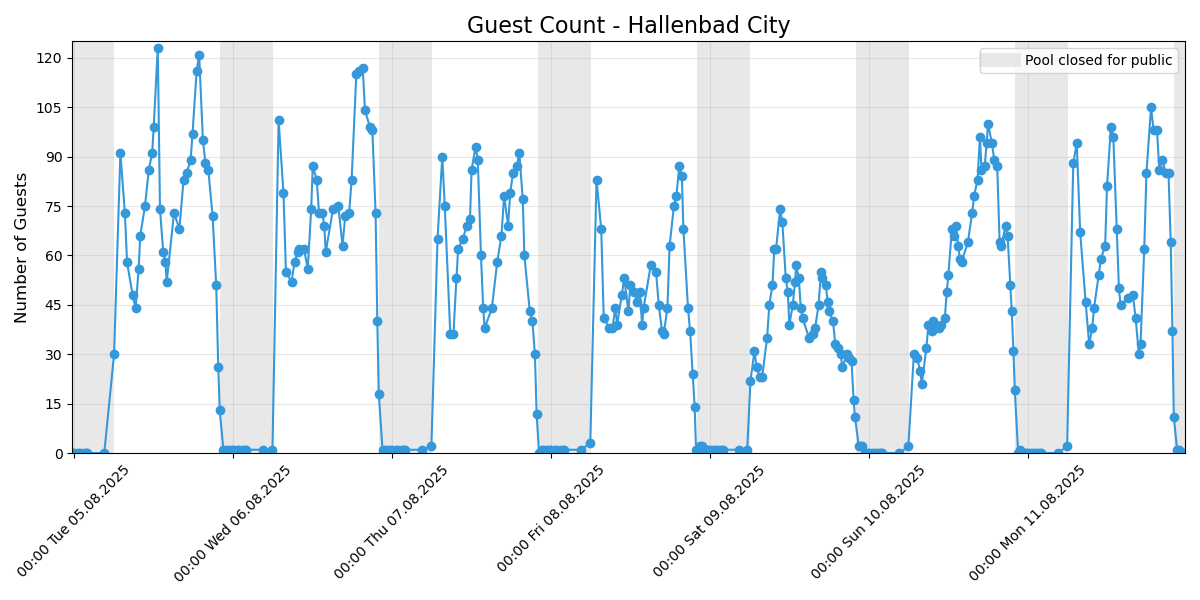 Guest Count - Hallenbad City
Pool closed for public
Number of Guests
120
105
90
75
60
45
30
15
0
00:00 Tue 05.08.2025
00:00 Wed 06.08.2025
00:00 Thu 07.08.2025
00:00 Fri 08.08.2025
00:00 Sat 09.08.2025
00:00 Sun 10.08.2025
00:00 Mon 11.08.2025